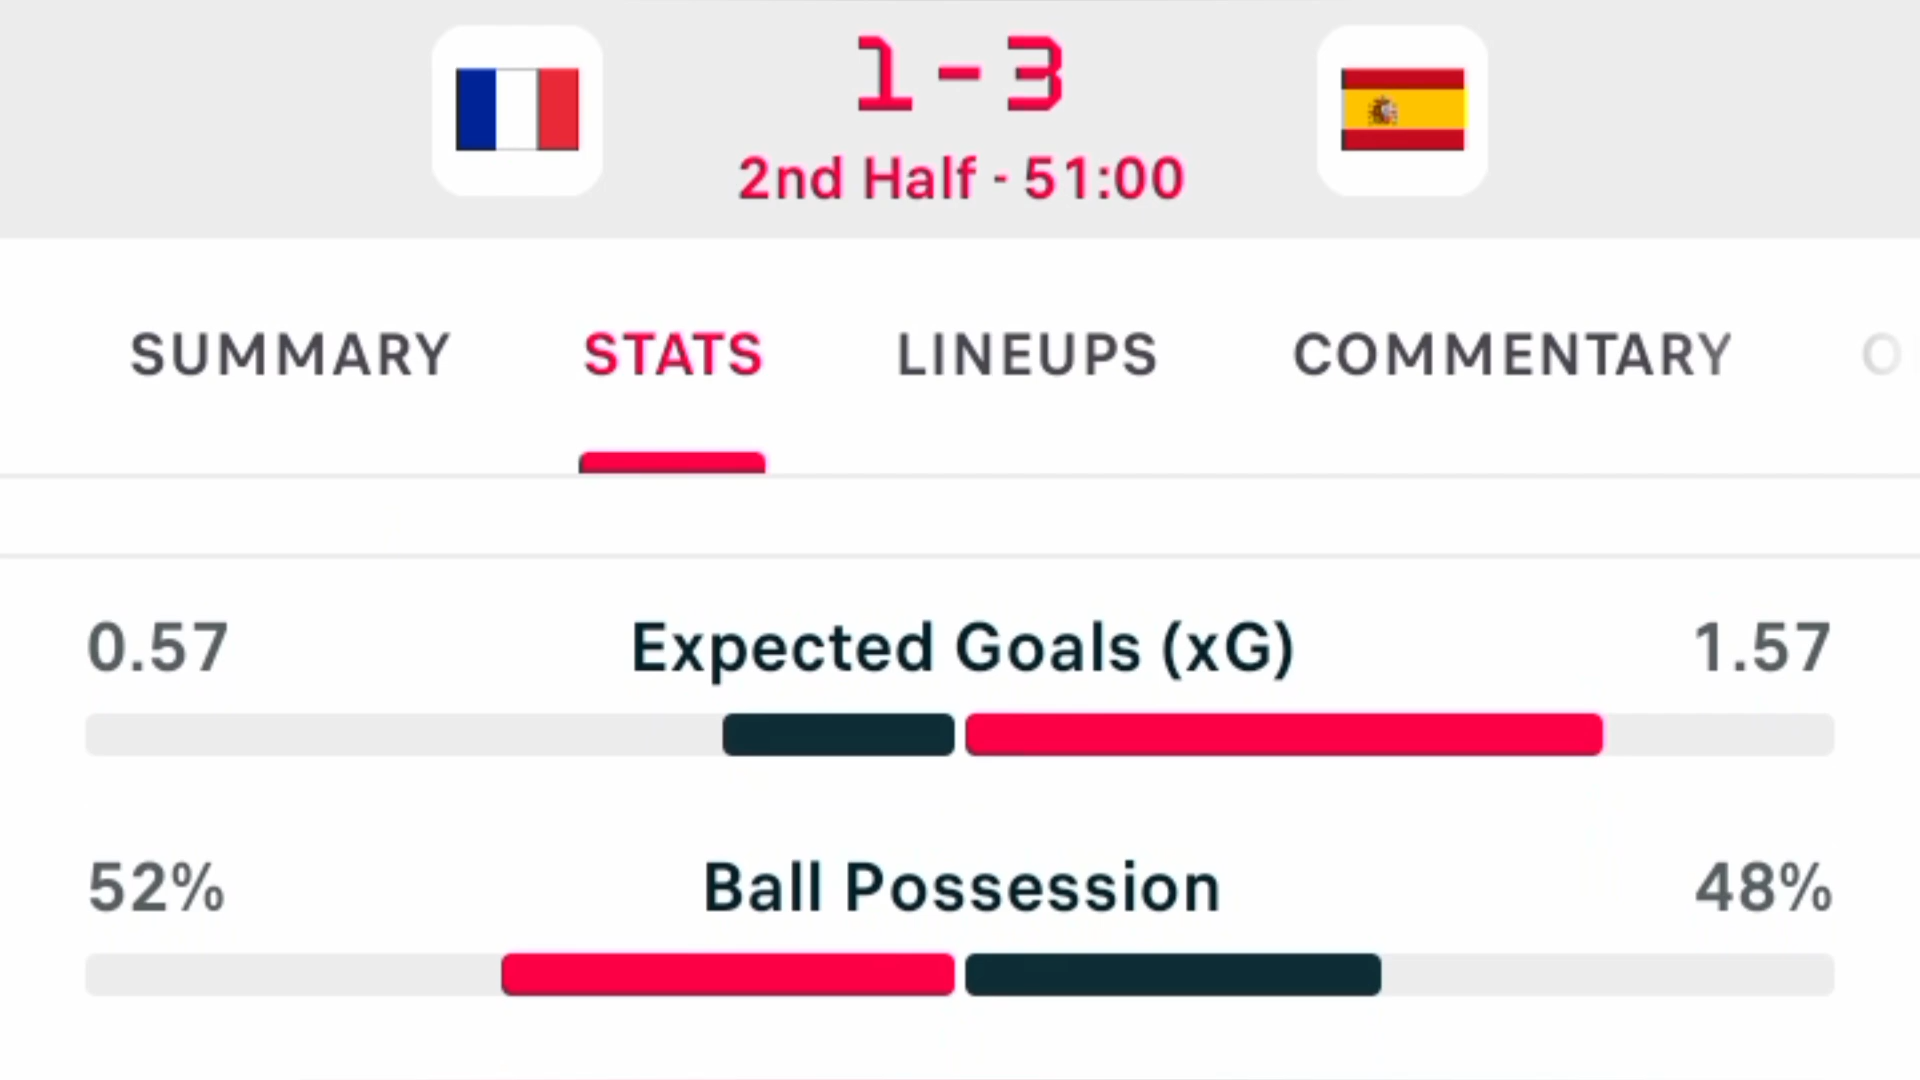 1 - 3
2nd Half - 51:00
SUMMARY STATS LINEUPS COMMENTARY
0.57 Expected Goals (xG) 1.57
52% Ball Possession 48%